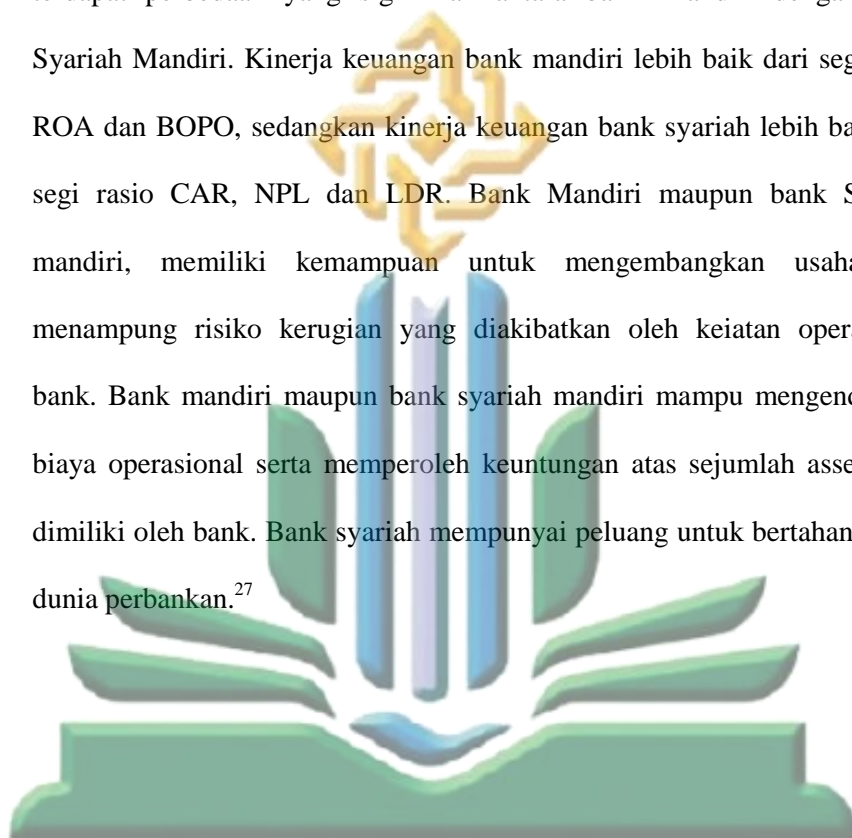 Syariah Mandiri. Kinerja keuangan bank mandiri lebih baik dari seg
ROA dan BOPO, sedangkan kinerja keuangan bank syariah lebih ba
segi rasio CAR, NPL dan LDR. Bank Mandiri maupun bank S
mandiri, memiliki kemampuan untuk mengembangkan usaha
menampung risiko kerugian yang diakibatkan oleh keiatan opera
bank. Bank mandiri maupun bank syariah mandiri mampu mengend
biaya operasional serta memperoleh keuntungan atas sejumlah asse
dimiliki oleh bank. Bank syariah mempunyai peluang untuk bertahan
dunia perbankan.27